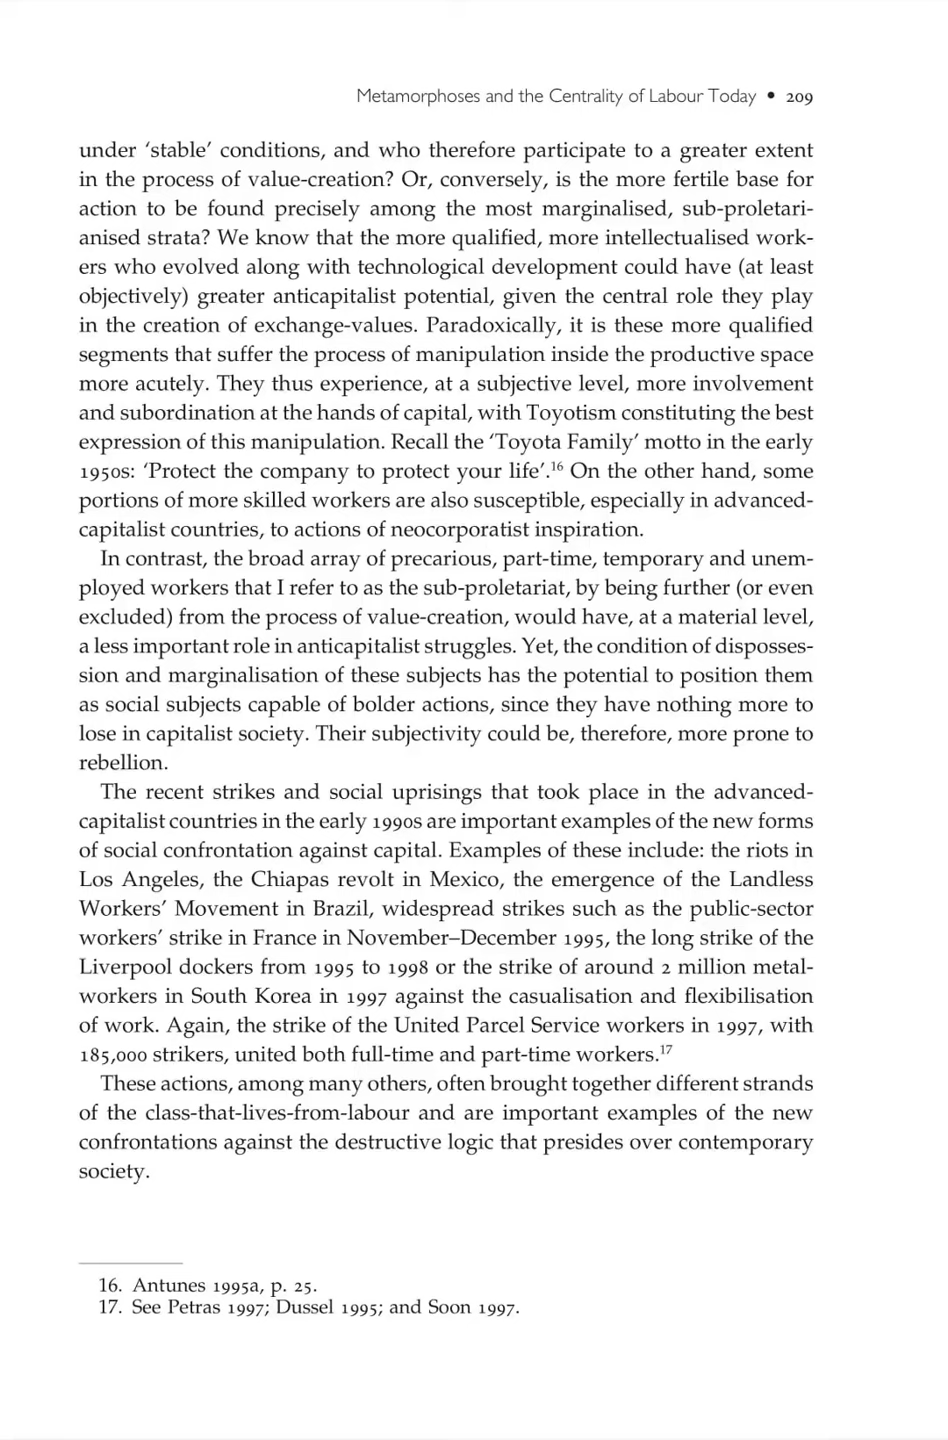 Metamorphoses and the Centrality of Labour Today • 209
under ‘stable’ conditions, and who therefore participate to a greater extent
in the process of value-creation? Or, conversely, is the more fertile base for
action to be found precisely among the most marginalised, sub-proletari-
anised strata? We know that the more qualified, more intellectualised work-
ers who evolved along with technological development could have (at least
objectively) greater anticapitalist potential, given the central role they play
in the creation of exchange-values. Paradoxically, it is these more qualified
segments that suffer the process of manipulation inside the productive space
more acutely. They thus experience, at a subjective level, more involvement
and subordination at the hands of capital, with Toyotism constituting the best
expression of this manipulation. Recall the ‘Toyota Family’ motto in the early
1950s: ‘Protect the company to protect your life’.16 On the other hand, some
portions of more skilled workers are also susceptible, especially in advanced-
capitalist countries, to actions of neocorporatist inspiration.
In contrast, the broad array of precarious, part-time, temporary and unem-
ployed workers that I refer to as the sub-proletariat, by being further (or even
excluded) from the process of value-creation, would have, at a material level,
a less important role in anticapitalist struggles. Yet, the condition of disposses-
sion and marginalisation of these subjects has the potential to position them
as social subjects capable of bolder actions, since they have nothing more to
lose in capitalist society. Their subjectivity could be, therefore, more prone to
rebellion.
The recent strikes and social uprisings that took place in the advanced-
capitalist countries in the early 1990s are important examples of the new forms
of social confrontation against capital. Examples of these include: the riots in
Los Angeles, the Chiapas revolt in Mexico, the emergence of the Landless
Workers’ Movement in Brazil, widespread strikes such as the public-sector
workers’ strike in France in November–December 1995, the long strike of the
Liverpool dockers from 1995 to 1998 or the strike of around 2 million metal-
workers in South Korea in 1997 against the casualisation and flexibilisation
of work. Again, the strike of the United Parcel Service workers in 1997, with
185,000 strikers, united both full-time and part-time workers.17
These actions, among many others, often brought together different strands
of the class-that-lives-from-labour and are important examples of the new
confrontations against the destructive logic that presides over contemporary
society.
16. Antunes 1995a, p. 25.
17. See Petras 1997; Dussel 1995; and Soon 1997.